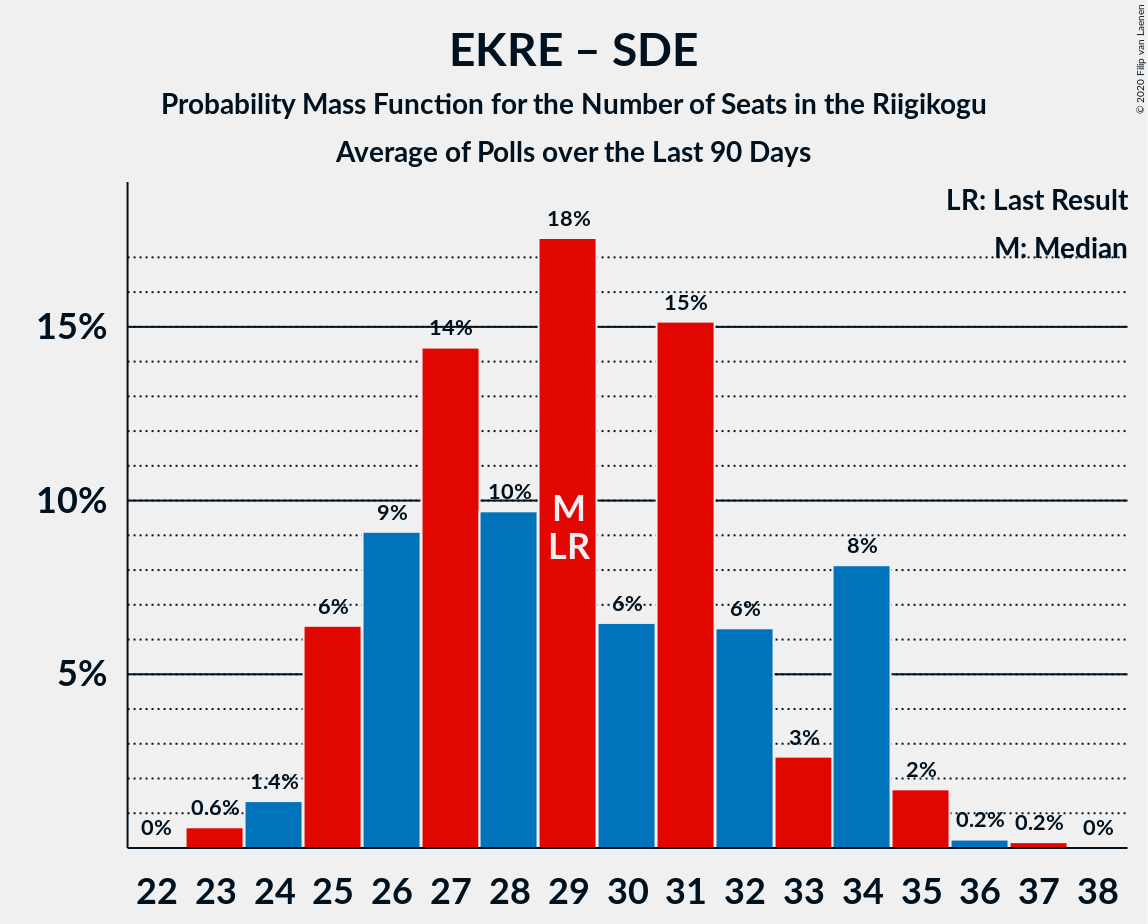 EKRE – SDE
Probability Mass Function for the Number of Seats in the Riigikogu
Average of Polls over the Last 90 Days
© 2020 Filip van Laenen
LR: Last Result
M: Median
15%
10%
5%
0%
0.6%
1.4%
6%
9%
14%
10%
18%
6%
15%
6%
3%
8%
2%
0.2%
0.2%
0%
M
LR
22 23 24 25 26 27 28 29 30 31 32 33 34 35 36 37 38